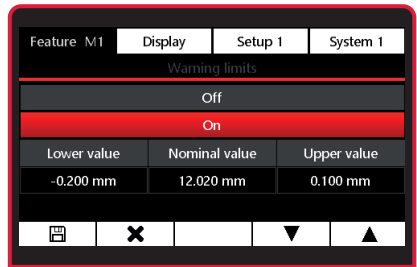 Feature M1 Display Setup 1 System 1
Warning limits
Off
On
Lower value Nominal value Upper value
-0.200 mm 12.020 mm 0.100 mm